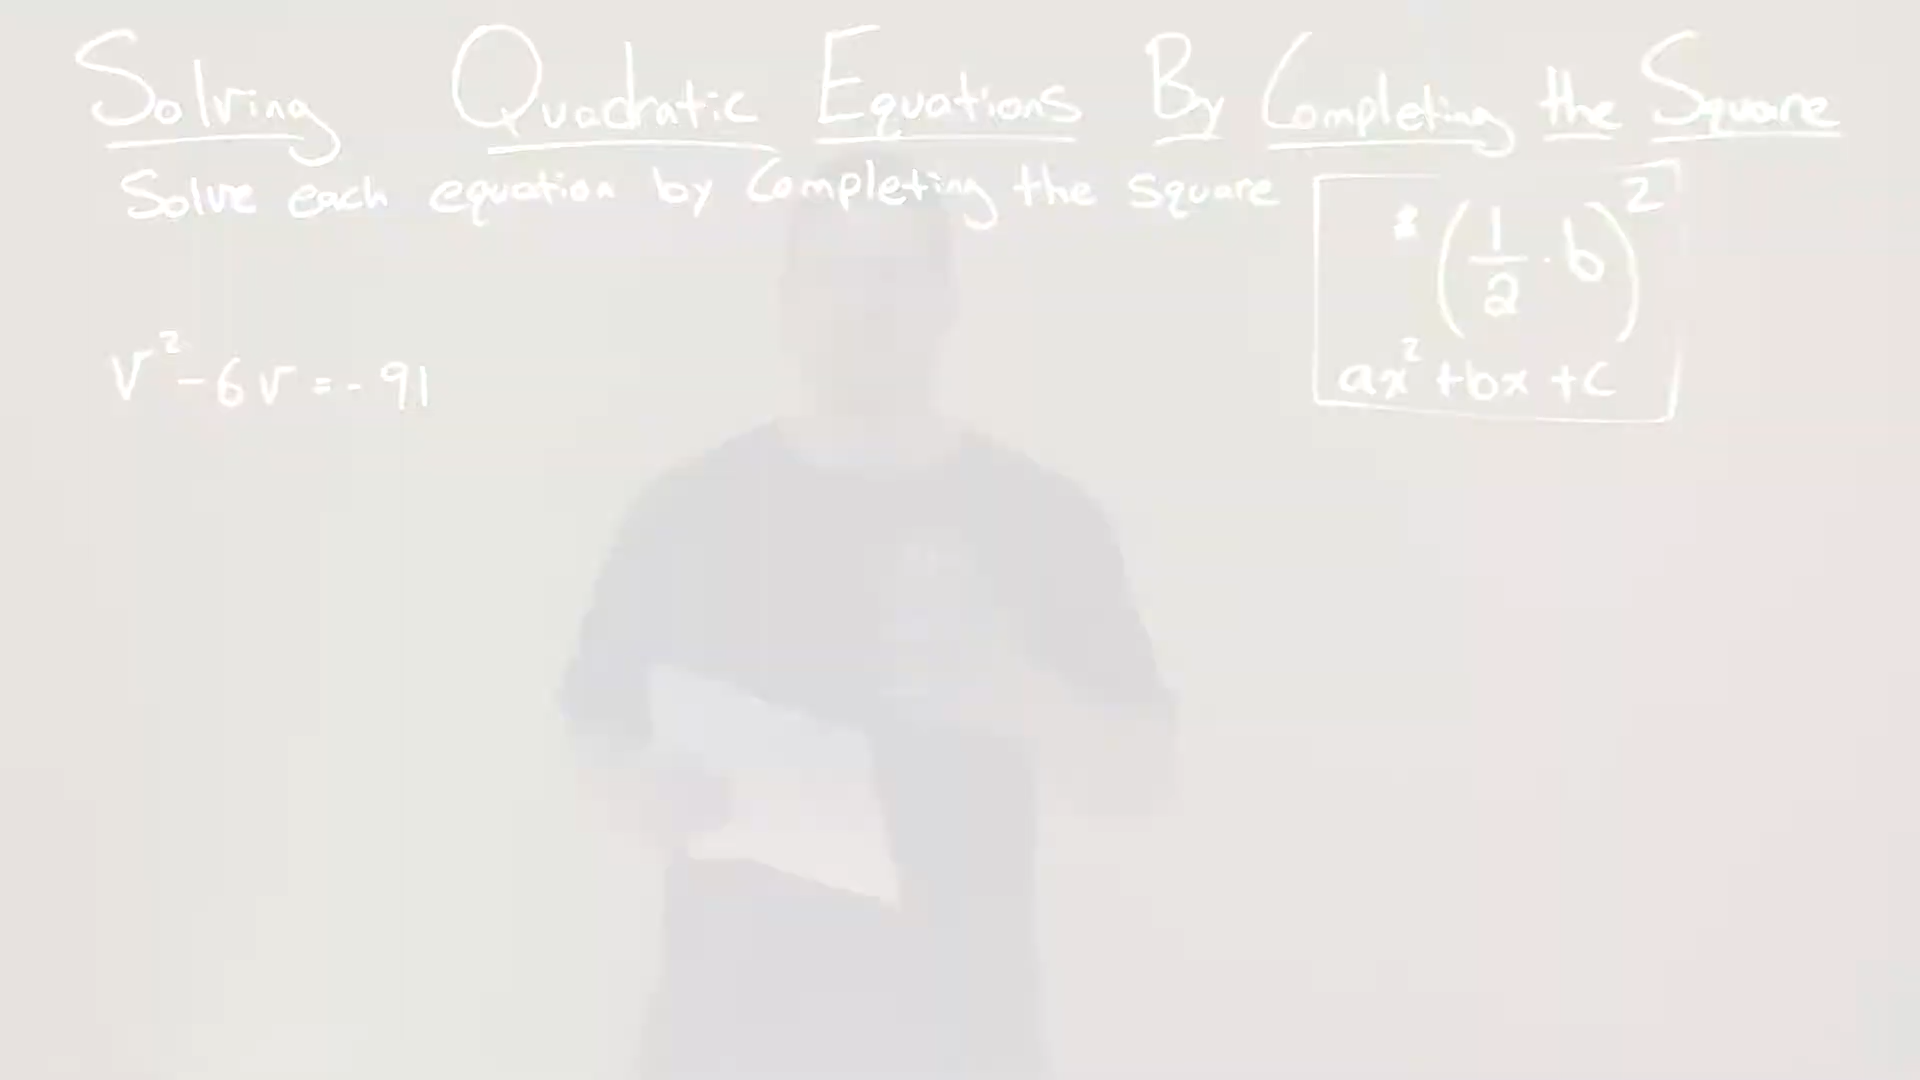 Solving Quadratic Equations By Completing the Square
Solve each equation by Completing the square
* (1/2 · b)²
ax² + bx + c
v² - 6v = - 91